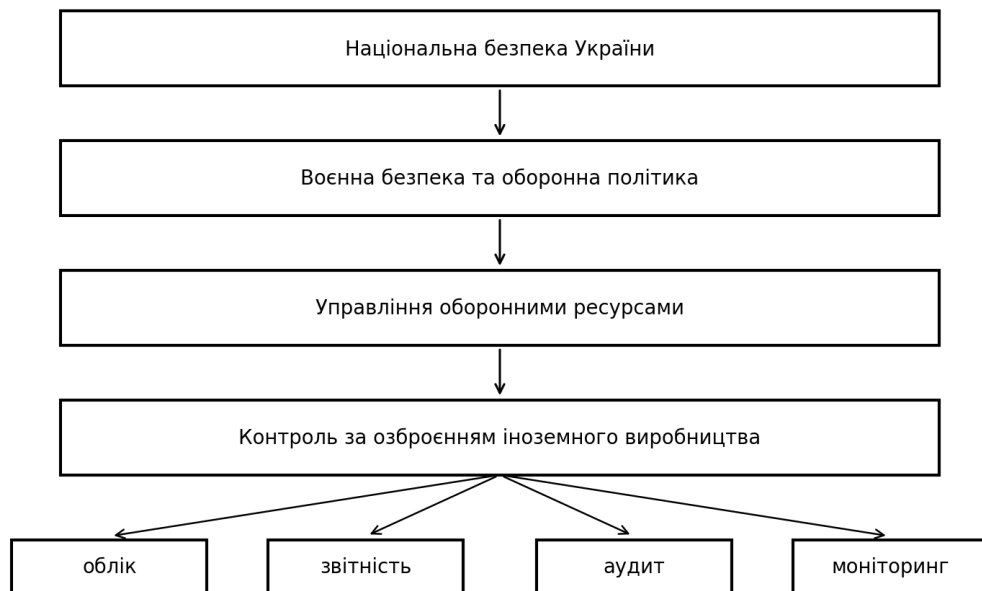 Національна безпека України
Воєнна безпека та оборонна політика
Управління оборонними ресурсами
Контроль за озброєнням іноземного виробництва
облік
звітність
аудит
моніторинг